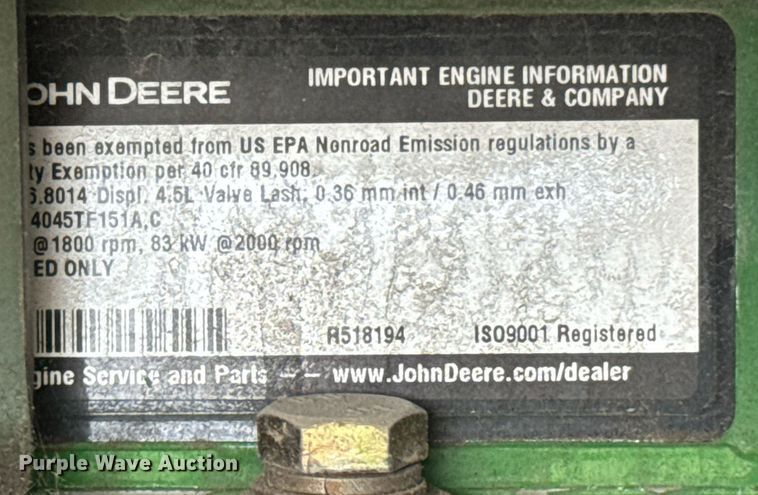 OHN DEERE
IMPORTANT ENGINE INFORMATION
DEERE & COMPANY
s been exempted from US EPA Nonroad Emission regulations by a
ty Exemption per 40 cfr 89.908.
6.8014 Displ. 4.5L Valve Lash, 0.36 mm int / 0.46 mm exh
4045TF151A,C
@1800 rpm, 83 kW @2000 rpm
ED ONLY
R518194 ISO9001 Registered
gine Service and Parts -- www.JohnDeere.com/dealer
Purple Wave Auction